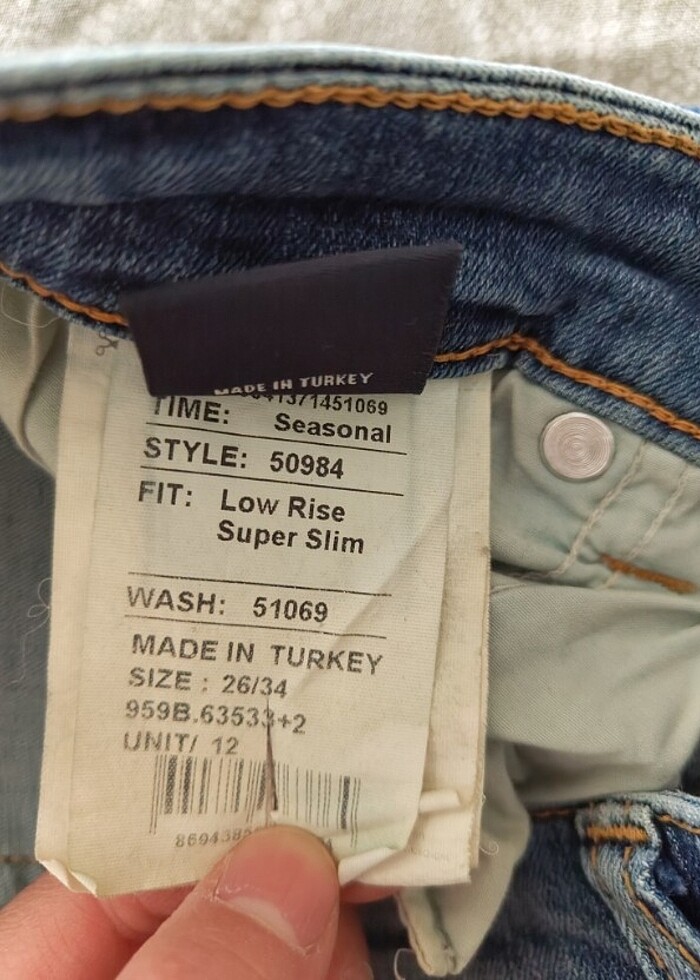 MADE IN TURKEY
1371451069
TIME: Seasonal
STYLE: 50984
FIT: Low Rise
Super Slim
WASH: 51069
MADE IN TURKEY
SIZE : 26/34
959B.63533+2
UNIT/ 12